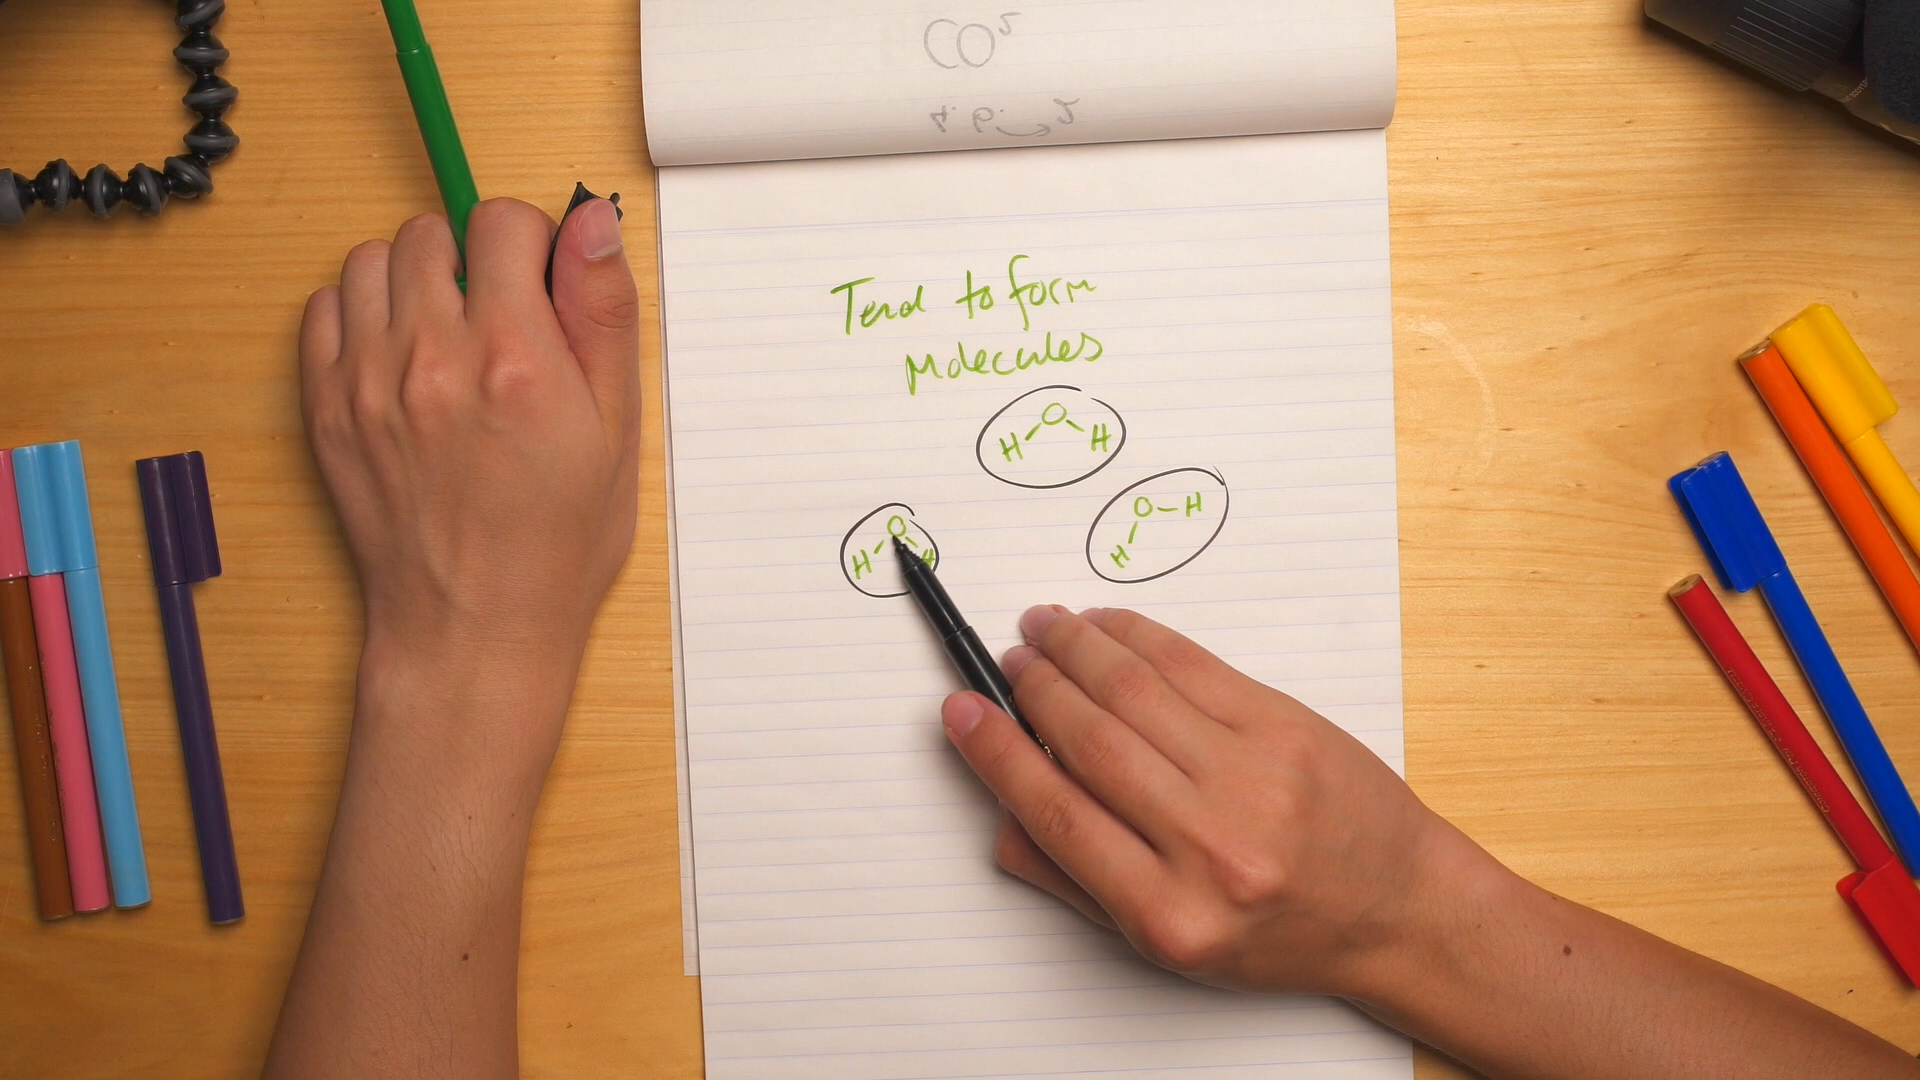 CO2
Tend to form
Molecules
O
H H
O H
H
O
H H